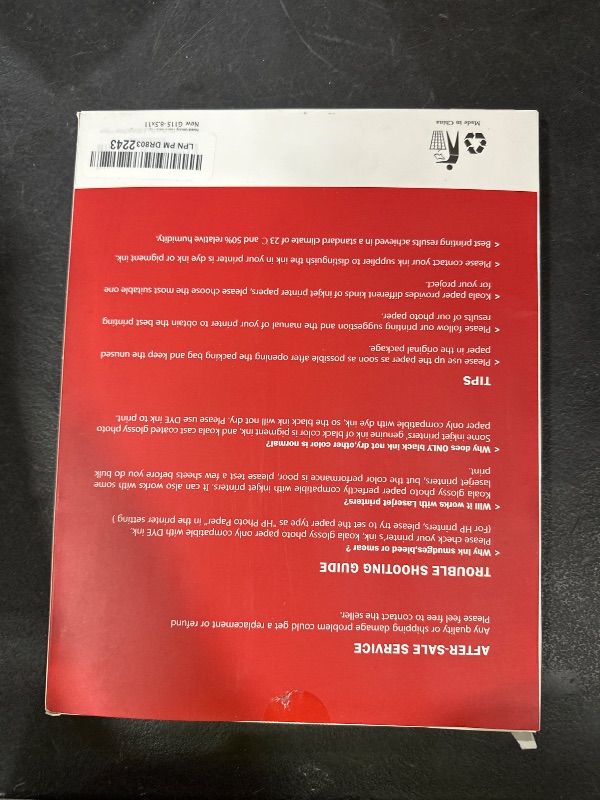 AFTER-SALE SERVICE
Any quality or shipping damage problem could get a replacement or refund
Please feel free to contact the seller.
TROUBLE SHOOTING GUIDE
< Why ink smudges,bleed or smear ?
Please check your printer's ink, koala glossy photo paper only compatible with DYE ink.
(For HP printers, please try to set the paper type as "HP Photo Paper" in the printer setting )
< Will it works with LaserJet printers?
Koala glossy photo paper perfectly compatible with inkjet printers. It can also works with some
laserjet printers, but the color performance is poor, please test a few sheets before you do bulk
print.
< Why does ONLY black ink not dry,other color is normal?
Some inkjet printers' genuine ink of black color is pigment ink, and koala cast coated glossy photo
paper only compatible with dye ink, so the black ink will not dry. Please use DYE ink to print.
TIPS
< Please use up the paper as soon as possible after opening the packing bag and keep the unused
paper in the original package.
< Please follow our printing suggestion and the manual of your printer to obtain the best printing
results of our photo paper.
< Koala paper provides different kinds of inkjet printer papers, please choose the most suitable one
for your project.
< Please contact your ink supplier to distinguish the ink in your printer is dye ink or pigment ink.
< Best printing results achieved in a standard climate of 23 °C and 50% relative humidity.
Made in China
LPN PM DR803 2243
New G115-8.5x11